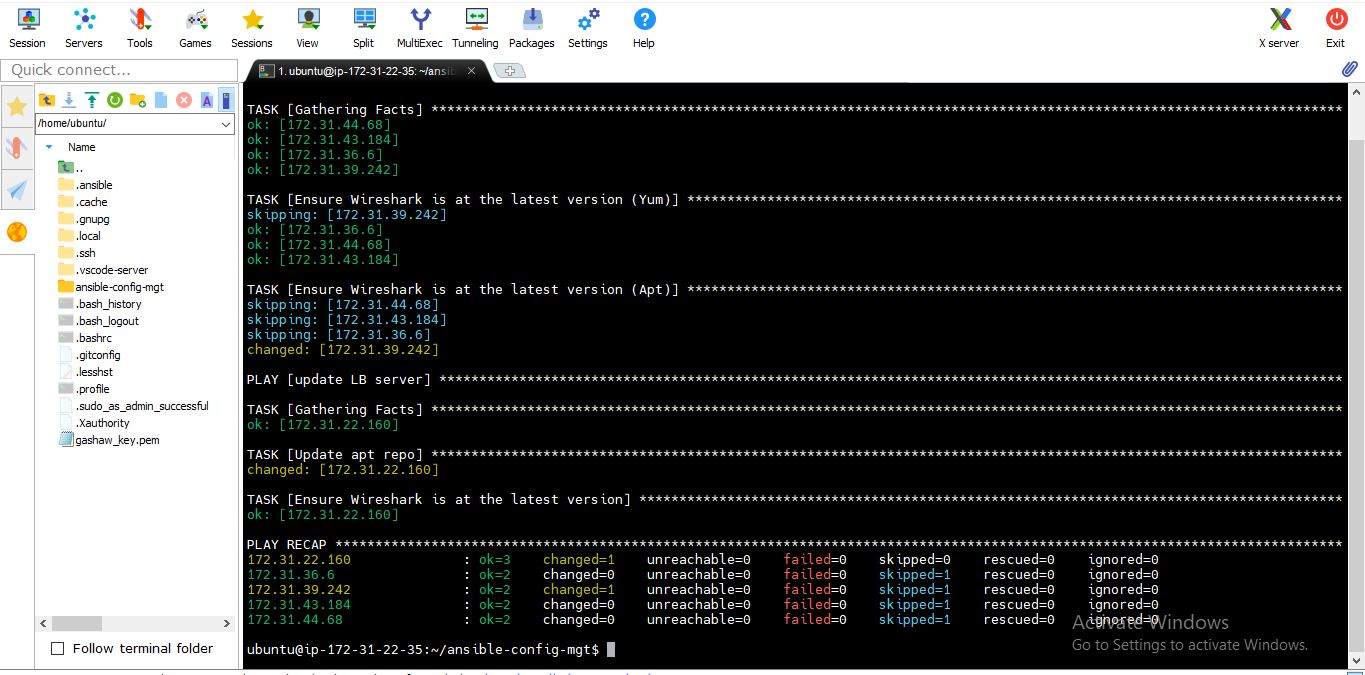 Session Servers Tools Games Sessions View Split MultiExec Tunneling Packages Settings Help X server Exit
Quick connect...
1. ubuntu@ip-172-31-22-35: ~/ansib
/home/ubuntu/
Name
..
.ansible
.cache
.gnupg
.local
.ssh
.vscode-server
ansible-config-mgt
.bash_history
.bash_logout
.bashrc
.gitconfig
.lesshst
.profile
.sudo_as_admin_successful
.Xauthority
gashaw_key.pem
Follow terminal folder
TASK [Gathering Facts] ******************************************************************************************************************
ok: [172.31.44.68]
ok: [172.31.43.184]
ok: [172.31.36.6]
ok: [172.31.39.242]
TASK [Ensure Wireshark is at the latest version (Yum)] **********************************************************************************
skipping: [172.31.39.242]
ok: [172.31.36.6]
ok: [172.31.44.68]
ok: [172.31.43.184]
TASK [Ensure Wireshark is at the latest version (Apt)] **********************************************************************************
skipping: [172.31.44.68]
skipping: [172.31.43.184]
skipping: [172.31.36.6]
changed: [172.31.39.242]
PLAY [update LB server] *****************************************************************************************************************
TASK [Gathering Facts] ******************************************************************************************************************
ok: [172.31.22.160]
TASK [Update apt repo] ******************************************************************************************************************
changed: [172.31.22.160]
TASK [Ensure Wireshark is at the latest version] ****************************************************************************************
ok: [172.31.22.160]
PLAY RECAP ******************************************************************************************************************************
172.31.22.160 : ok=3 changed=1 unreachable=0 failed=0 skipped=0 rescued=0 ignored=0
172.31.36.6 : ok=2 changed=0 unreachable=0 failed=0 skipped=1 rescued=0 ignored=0
172.31.39.242 : ok=2 changed=1 unreachable=0 failed=0 skipped=1 rescued=0 ignored=0
172.31.43.184 : ok=2 changed=0 unreachable=0 failed=0 skipped=1 rescued=0 ignored=0
172.31.44.68 : ok=2 changed=0 unreachable=0 failed=0 skipped=1 rescued=0 ignored=0
ubuntu@ip-172-31-22-35:~/ansible-config-mgt$
Activate Windows
Go to Settings to activate Windows.